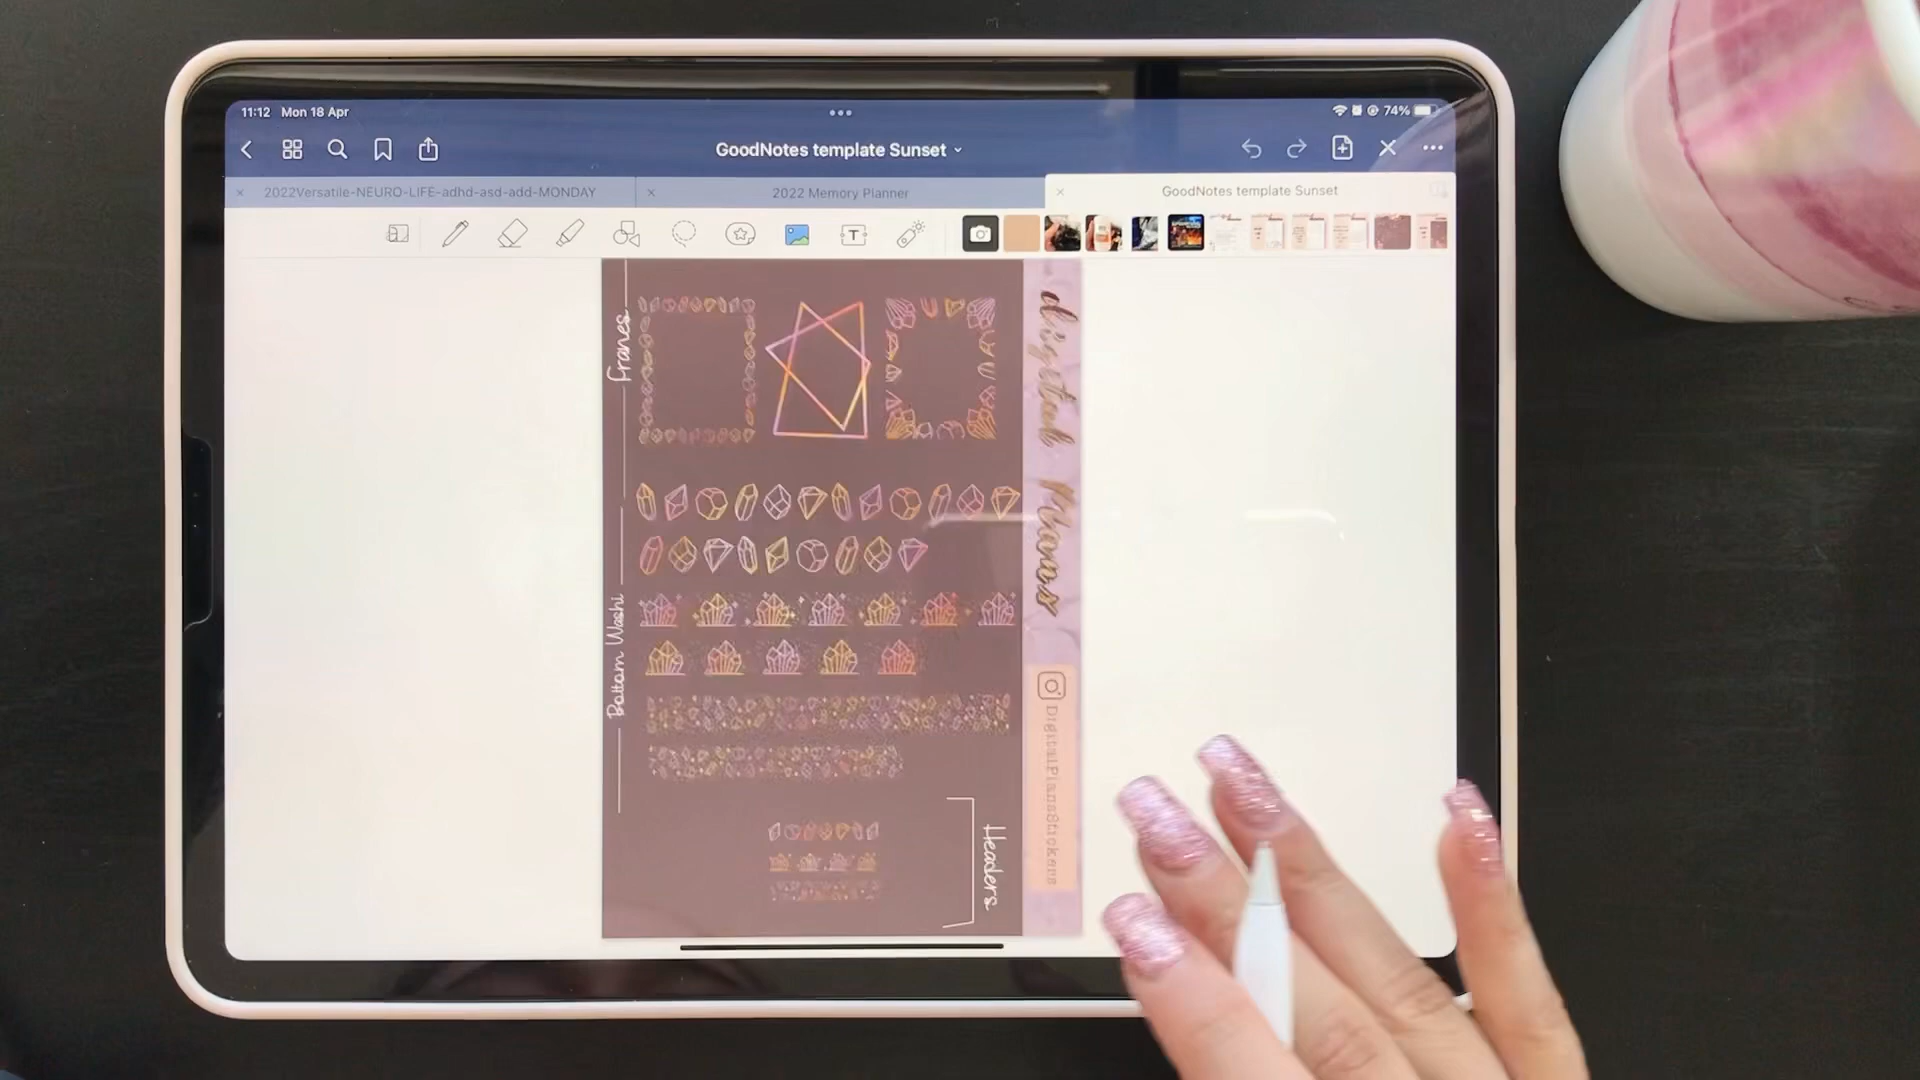 11:12 Mon 18 Apr
74%
GoodNotes template Sunset
2022Versatile-NEURO-LIFE-adhd-asd-add-MONDAY
2022 Memory Planner
GoodNotes template Sunset
Frames
Bottom Washi
Headers
digital Plans
DigitalPlansStickers